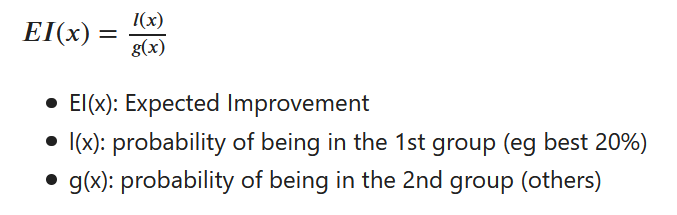 EI(x) = l(x)/g(x)
• EI(x): Expected Improvement
• l(x): probability of being in the 1st group (eg best 20%)
• g(x): probability of being in the 2nd group (others)